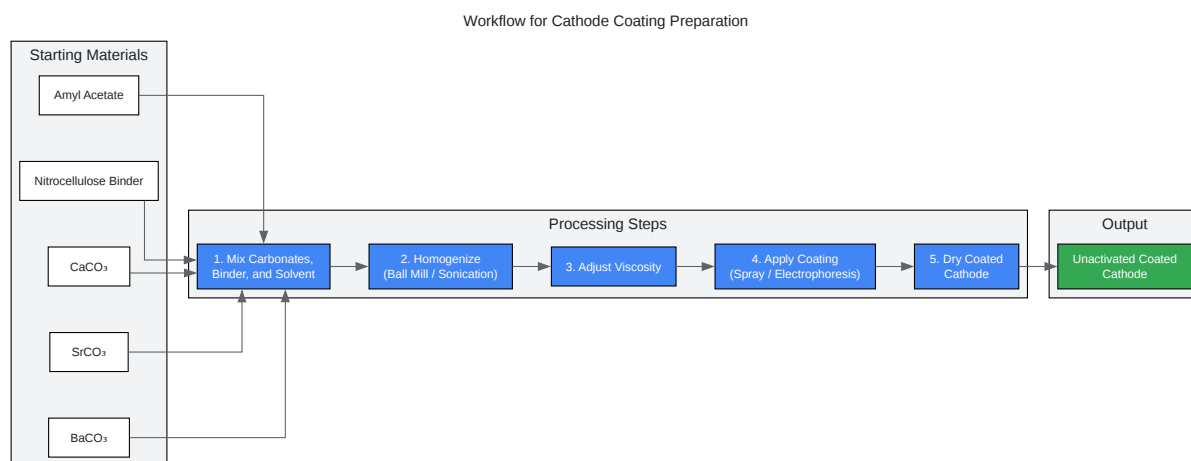 Workflow for Cathode Coating Preparation
Starting Materials
Amyl Acetate
Nitrocellulose Binder
CaCO₃
SrCO₃
BaCO₃
Processing Steps
1. Mix Carbonates,
Binder, and Solvent
2. Homogenize
(Ball Mill / Sonication)
3. Adjust Viscosity
4. Apply Coating
(Spray / Electrophoresis)
5. Dry Coated
Cathode
Output
Unactivated Coated
Cathode